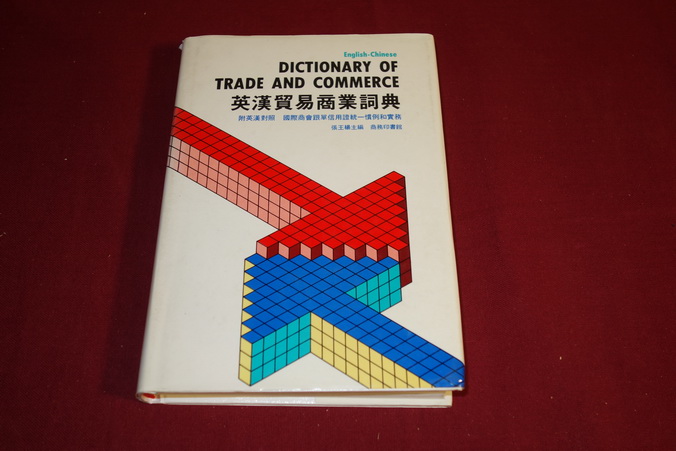 English-Chinese
DICTIONARY OF
TRADE AND COMMERCE
英漢貿易商業詞典
附英漢對照 國際商會跟單信用證統一慣例和實務
張玉穠主編 商務印書館